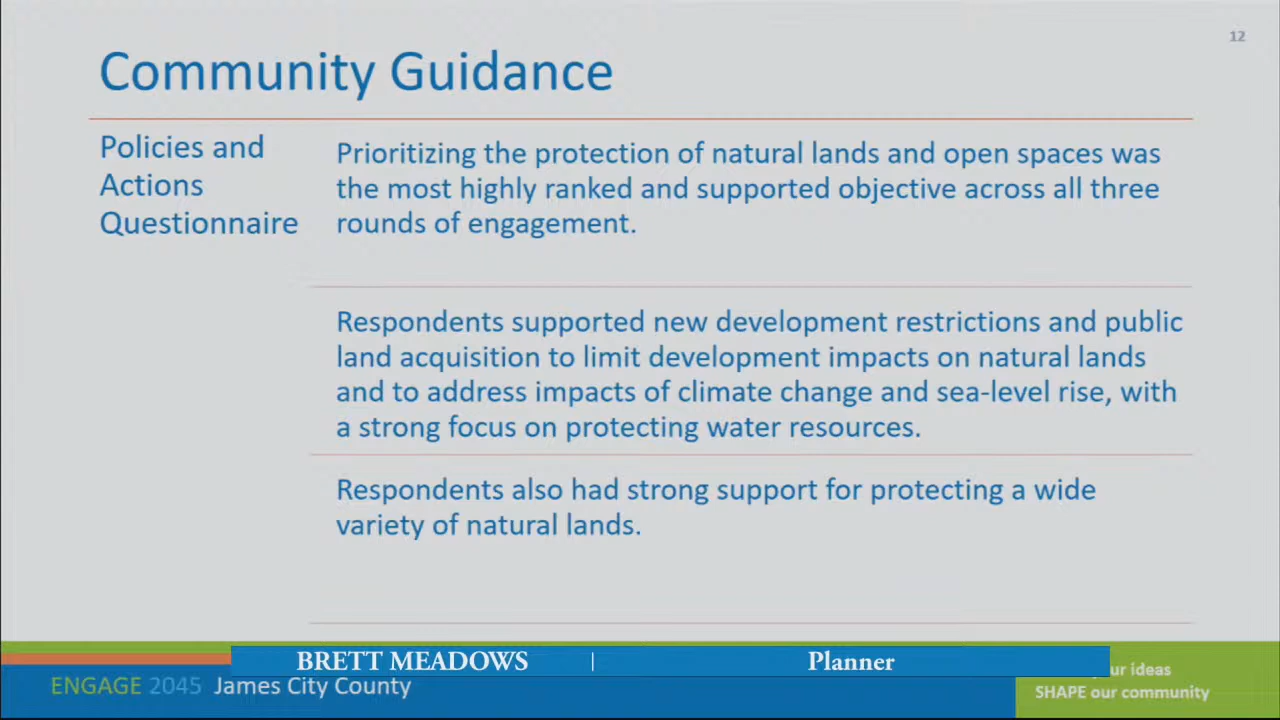 12
Community Guidance
Policies and
Actions
Questionnaire
Prioritizing the protection of natural lands and open spaces was
the most highly ranked and supported objective across all three
rounds of engagement.
Respondents supported new development restrictions and public
land acquisition to limit development impacts on natural lands
and to address impacts of climate change and sea-level rise, with
a strong focus on protecting water resources.
Respondents also had strong support for protecting a wide
variety of natural lands.
BRETT MEADOWS | Planner
ENGAGE 2045 James City County
ideas
SHAPE our community